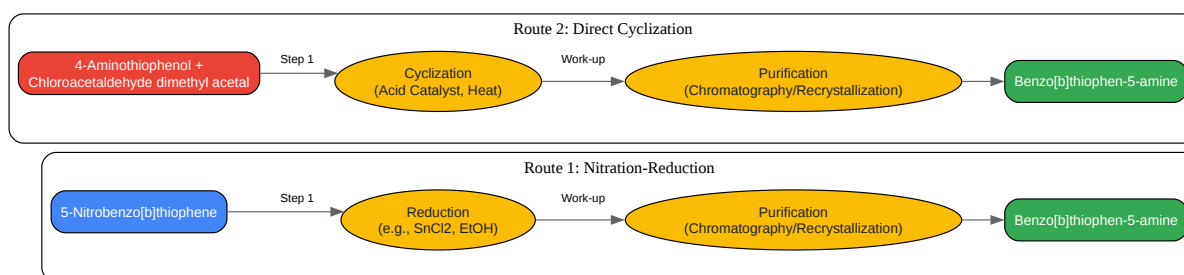 Route 2: Direct Cyclization
4-Aminothiophenol +
Chloroacetaldehyde dimethyl acetal
Step 1
Cyclization
(Acid Catalyst, Heat)
Work-up
Purification
(Chromatography/Recrystallization)
Benzo[b]thiophen-5-amine
Route 1: Nitration-Reduction
5-Nitrobenzo[b]thiophene
Step 1
Reduction
(e.g., SnCl2, EtOH)
Work-up
Purification
(Chromatography/Recrystallization)
Benzo[b]thiophen-5-amine